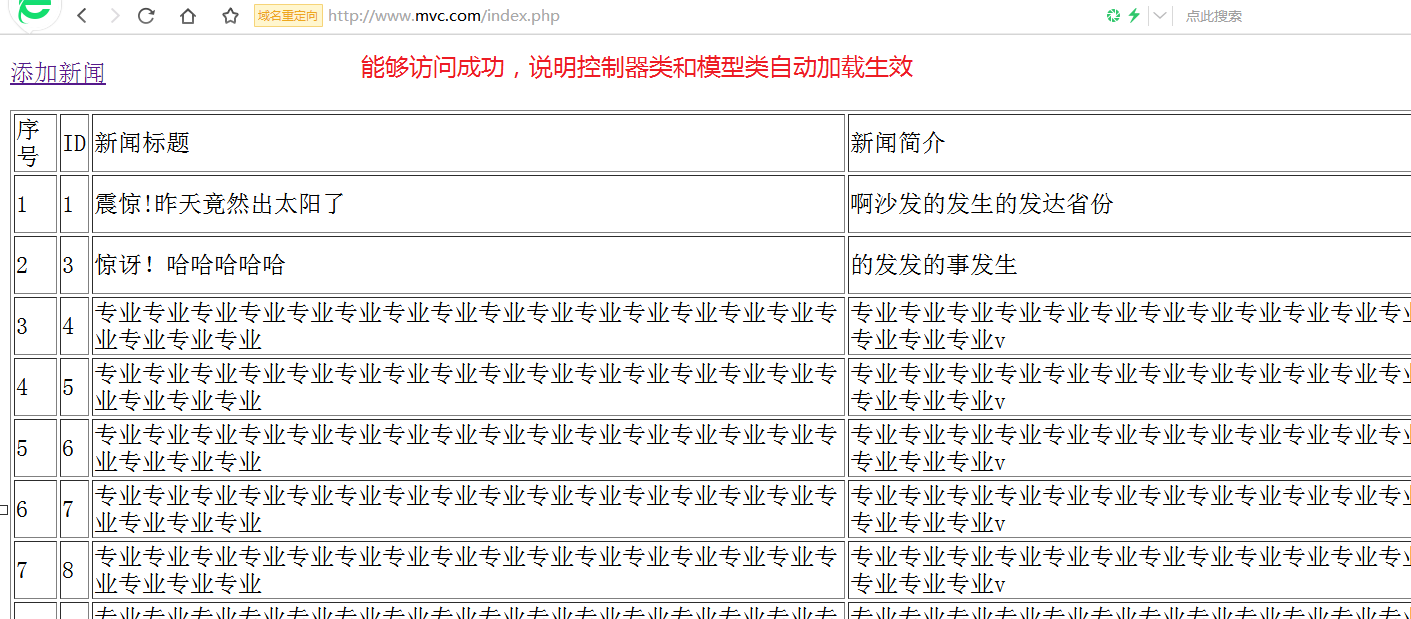 域名重定向 http://www.mvc.com/index.php 点此搜索
添加新闻
能够访问成功，说明控制器类和模型类自动加载生效
序号 ID 新闻标题 新闻简介
1 1 震惊!昨天竟然出太阳了 啊沙发的发生的发达省份
2 3 惊讶! 哈哈哈哈哈 的发发的事发生
3 4 专业专业专业专业专业专业专业专业专业专业专业专业专业专业专业专 专业专业专业专业专业专业专业专业专业专业专业专业
业专业专业专业 专业专业专业v
4 5 专业专业专业专业专业专业专业专业专业专业专业专业专业专业专业专 专业专业专业专业专业专业专业专业专业专业专业专业
业专业专业专业 专业专业专业v
5 6 专业专业专业专业专业专业专业专业专业专业专业专业专业专业专业专 专业专业专业专业专业专业专业专业专业专业专业专业
业专业专业专业 专业专业专业v
6 7 专业专业专业专业专业专业专业专业专业专业专业专业专业专业专业专 专业专业专业专业专业专业专业专业专业专业专业专业
业专业专业专业 专业专业专业v
7 8 专业专业专业专业专业专业专业专业专业专业专业专业专业专业专业专 专业专业专业专业专业专业专业专业专业专业专业专业
业专业专业专业 专业专业专业v